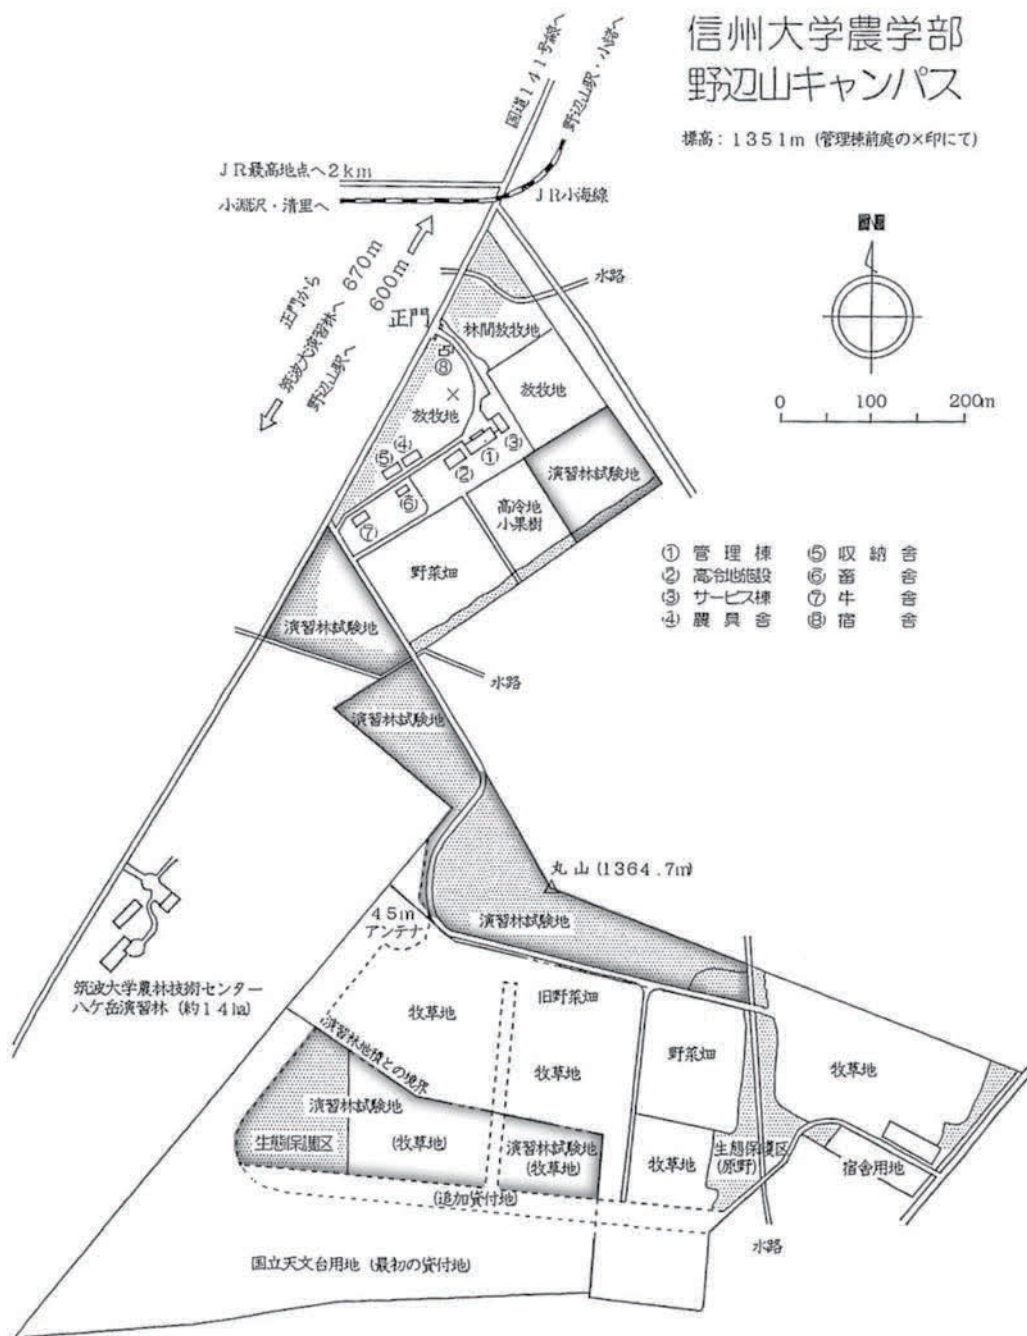 信州大学農学部
野辺山キャンパス
標高：1351m (管理棟前庭の×印にて)
国道141号線へ
野辺山駅・小諸へ
JR最高地点へ2km
小淵沢・清里へ
JR小海線
N
0 100 200m
正門から
筑波大演習林へ 670m
野辺山駅へ 600m
水路
正門
林間放牧地
⑧
×
放牧地
放牧地
③
①
②
④
⑤
⑥
⑦
演習林試験地
高冷地
小果樹
野菜畑
① 管理棟
② 高冷地施設
③ サービス棟
④ 農具舎
⑤ 収納舎
⑥ 畜舎
⑦ 牛舎
⑧ 宿舎
演習林試験地
水路
演習林試験地
丸山 (1364.7m)
演習林試験地
45m
アンテナ
筑波大学農林技術センター
八ケ岳演習林 (約14ha)
牧草地
旧野菜畑
牧草地
野菜畑
牧草地
演習林地積との境界
演習林試験地
生態保護区
(牧草地)
演習林試験地
(牧草地)
牧草地
生態保護区
(原野)
宿舎用地
(追加貸付地)
水路
国立天文台用地 (最初の貸付地)